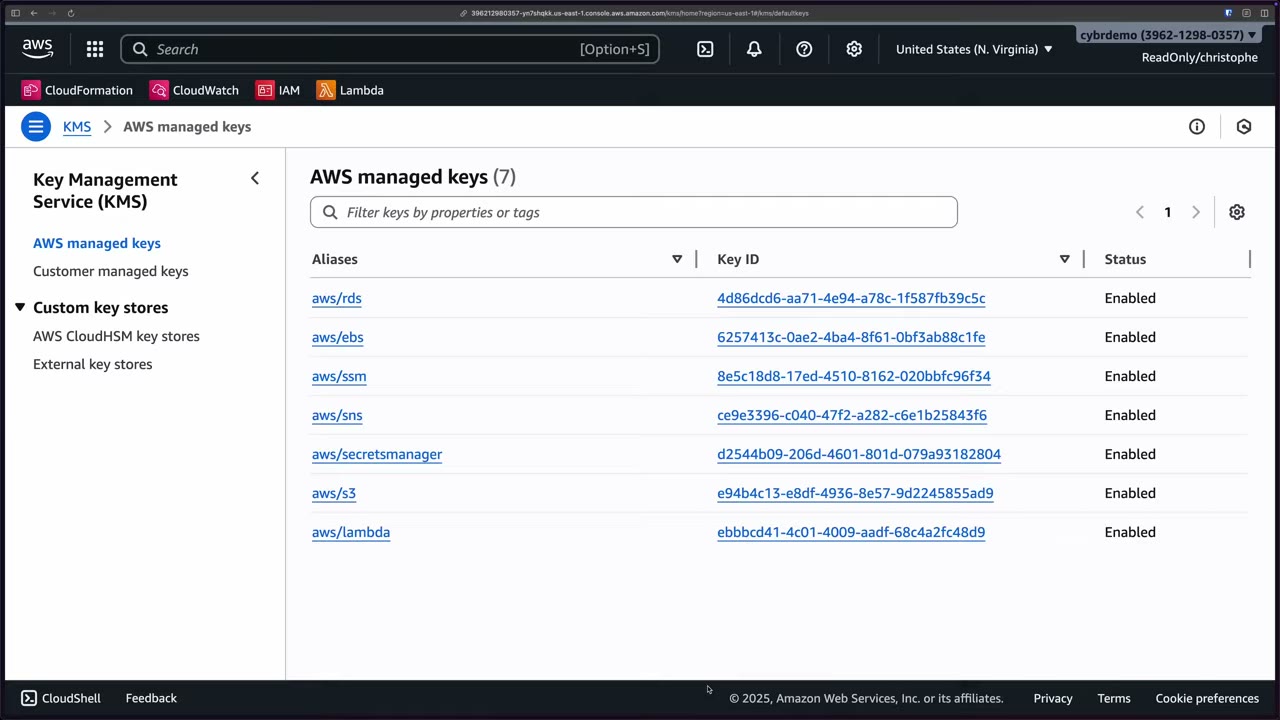 396212980357-yn7shqkk.us-east-1.console.aws.amazon.com/kms/home?region=us-east-1#/kms/defaultkeys
aws
Search [Option+S]
United States (N. Virginia)
cybrdemo (3962-1298-0357)
ReadOnly/christophe
CloudFormation CloudWatch IAM Lambda
KMS AWS managed keys
Key Management
Service (KMS)
AWS managed keys
Customer managed keys
Custom key stores
AWS CloudHSM key stores
External key stores
AWS managed keys (7)
Filter keys by properties or tags
1
Aliases Key ID Status
aws/rds 4d86dcd6-aa71-4e94-a78c-1f587fb39c5c Enabled
aws/ebs 6257413c-0ae2-4ba4-8f61-0bf3ab88c1fe Enabled
aws/ssm 8e5c18d8-17ed-4510-8162-020bbfc96f34 Enabled
aws/sns ce9e3396-c040-47f2-a282-c6e1b25843f6 Enabled
aws/secretsmanager d2544b09-206d-4601-801d-079a93182804 Enabled
aws/s3 e94b4c13-e8df-4936-8e57-9d2245855ad9 Enabled
aws/lambda ebbbcd41-4c01-4009-aadf-68c4a2fc48d9 Enabled
CloudShell Feedback © 2025, Amazon Web Services, Inc. or its affiliates. Privacy Terms Cookie preferences